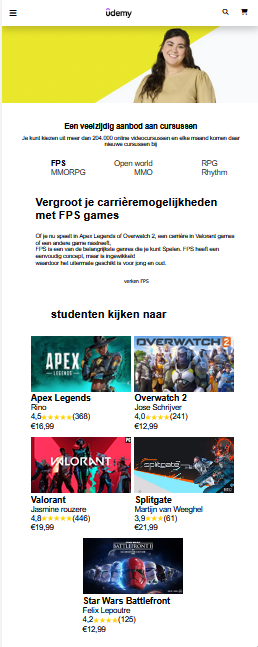 udemy
Een veelzijdig aanbod aan cursussen
Je kunt kiezen uit meer dan 204.000 online videocursussen en elke maand komen daar
nieuwe cursussen bij
FPS Open world RPG
MMORPG MMO Rhythm
Vergroot je carrièremogelijkheden
met FPS games
Of je nu speelt in Apex Legends of Overwatch 2, een carrière in Valorant games
of een andere game nastreeft,
FPS is een van de belangrijkste genres die je kunt Spelen. FPS heeft een
eenvoudig concept, maar is ingewikkeld
waardoor het uitermate geschikt is voor jong en oud.
verken FPS
studenten kijken naar
APEX
LEGENDS
OVERWATCH 2
Apex Legends
Rino
4,5★★★★★(368)
€16,99
Overwatch 2
Jose Schrijver
4,0★★★★(241)
€12,99
VALORANT
splitgate
Valorant
Jasmine rouzere
4,8★★★★★(446)
€19,99
Splitgate
Martijn van Weeghel
3,9★★★(61)
€21,99
STAR WARS
BATTLEFRONT II
Star Wars Battlefront
Felix Lepoutre
4,2★★★★(125)
€12,99